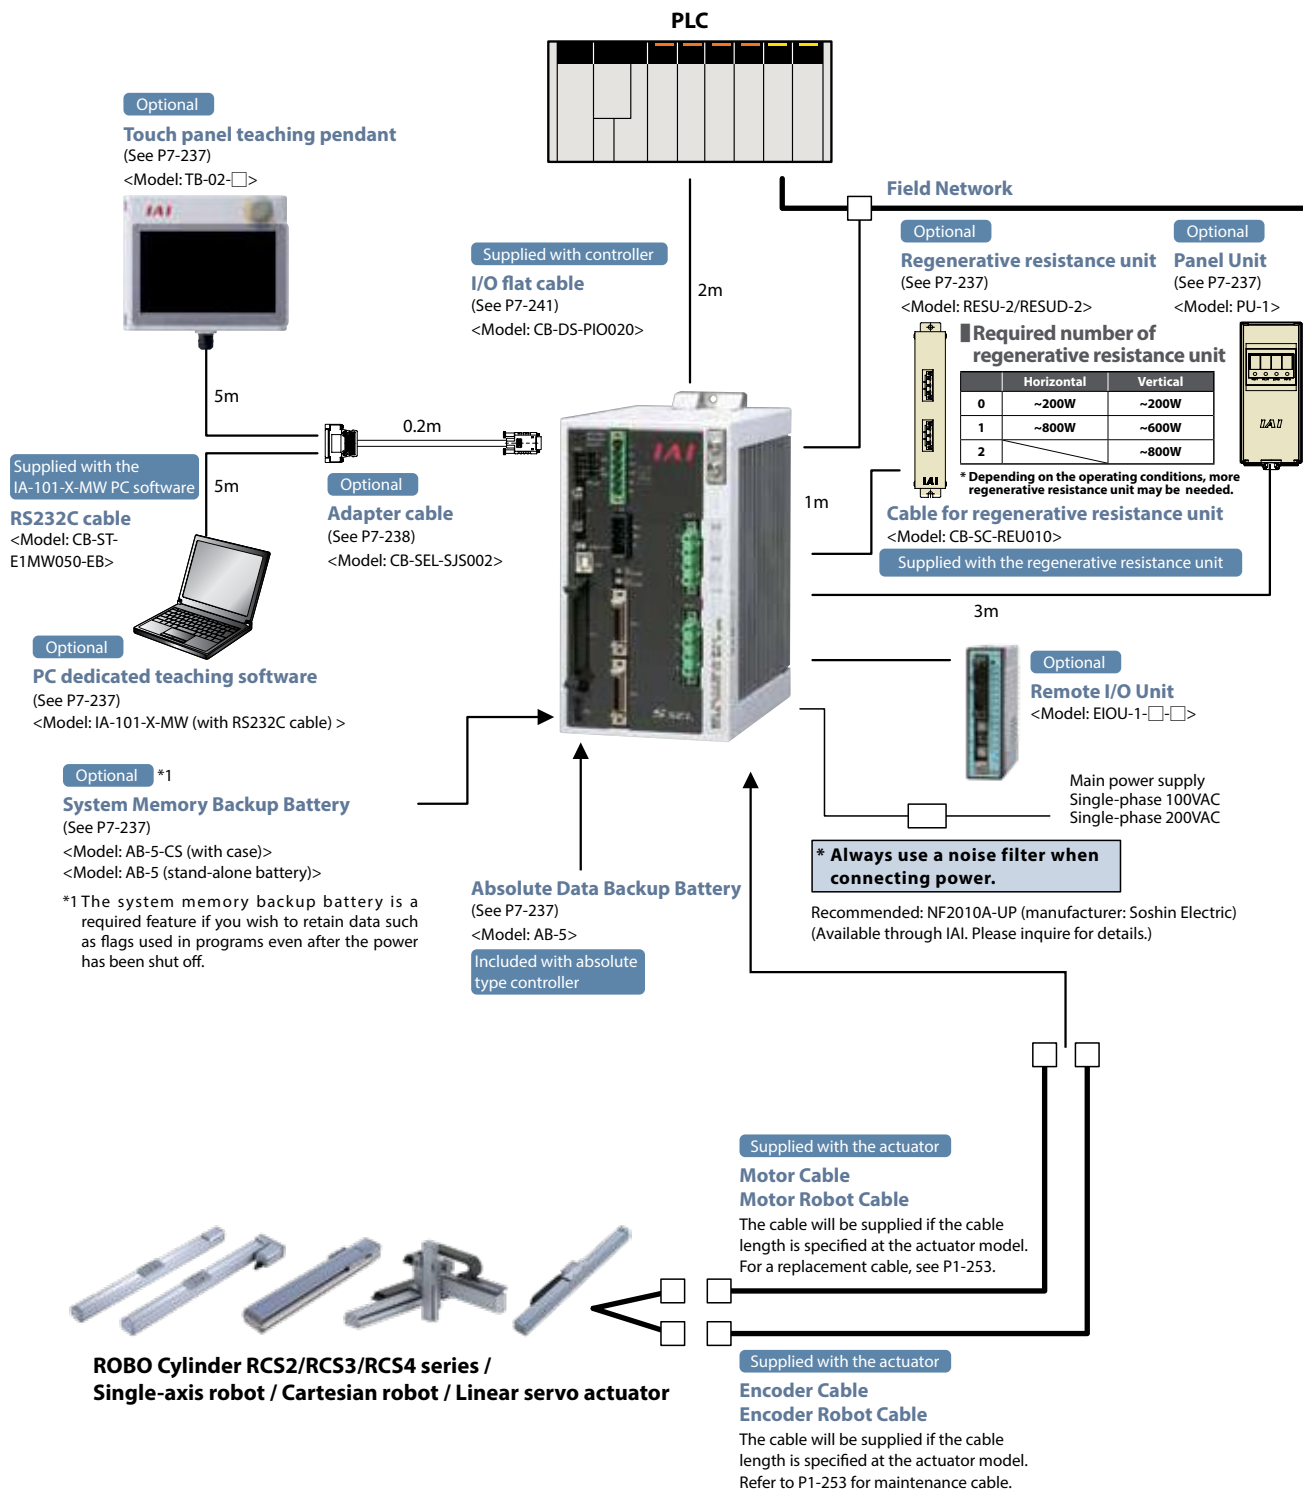 PLC
Optional
Touch panel teaching pendant
(See P7-237)
<Model: TB-02-□>
IAI
5m
Supplied with controller
I/O flat cable
(See P7-241)
<Model: CB-DS-PIO020>
2m
Field Network
Optional
Regenerative resistance unit
(See P7-237)
<Model: RESU-2/RESUD-2>
Optional
Panel Unit
(See P7-237)
<Model: PU-1>
Required number of
regenerative resistance unit
Horizontal Vertical
0 ~200W ~200W
1 ~800W ~600W
2 ~800W
* Depending on the operating conditions, more
regenerative resistance unit may be needed.
IAI
IAI
0.2m
Supplied with the
IA-101-X-MW PC software
5m
RS232C cable
<Model: CB-ST-
E1MW050-EB>
Optional
Adapter cable
(See P7-238)
<Model: CB-SEL-SJS002>
IAI
SSEL
1m
Cable for regenerative resistance unit
<Model: CB-SC-REU010>
Supplied with the regenerative resistance unit
3m
Optional
PC dedicated teaching software
(See P7-237)
<Model: IA-101-X-MW (with RS232C cable) >
Optional
Remote I/O Unit
<Model: EIOU-1-□-□>
Optional *1
System Memory Backup Battery
(See P7-237)
<Model: AB-5-CS (with case)>
<Model: AB-5 (stand-alone battery)>
*1 The system memory backup battery is a
required feature if you wish to retain data such
as flags used in programs even after the power
has been shut off.
Main power supply
Single-phase 100VAC
Single-phase 200VAC
* Always use a noise filter when
connecting power.
Recommended: NF2010A-UP (manufacturer: Soshin Electric)
(Available through IAI. Please inquire for details.)
Absolute Data Backup Battery
(See P7-237)
<Model: AB-5>
Included with absolute
type controller
Supplied with the actuator
Motor Cable
Motor Robot Cable
The cable will be supplied if the cable
length is specified at the actuator model.
For a replacement cable, see P1-253.
ROBO Cylinder RCS2/RCS3/RCS4 series /
Single-axis robot / Cartesian robot / Linear servo actuator
Supplied with the actuator
Encoder Cable
Encoder Robot Cable
The cable will be supplied if the cable
length is specified at the actuator model.
Refer to P1-253 for maintenance cable.